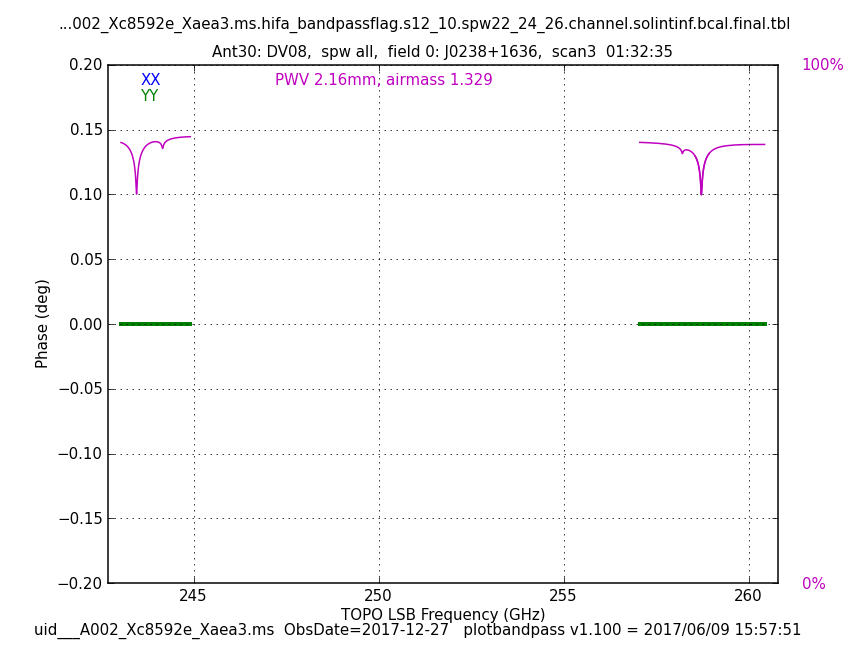 ...002_Xc8592e_Xaea3.ms.hifa_bandpassflag.s12_10.spw22_24_26.channel.solintinf.bcal.final.tbl
Ant30: DV08,  spw all,  field 0: J0238+1636,  scan3  01:32:35
0.20
100%
XX
PWV 2.16mm, airmass 1.329
YY
0.15
0.10
0.05
0.00
Phase (deg)
−0.05
−0.10
−0.15
−0.20
0%
245
250
255
260
TOPO LSB Frequency (GHz)
uid___A002_Xc8592e_Xaea3.ms  ObsDate=2017-12-27   plotbandpass v1.100 = 2017/06/09 15:57:51